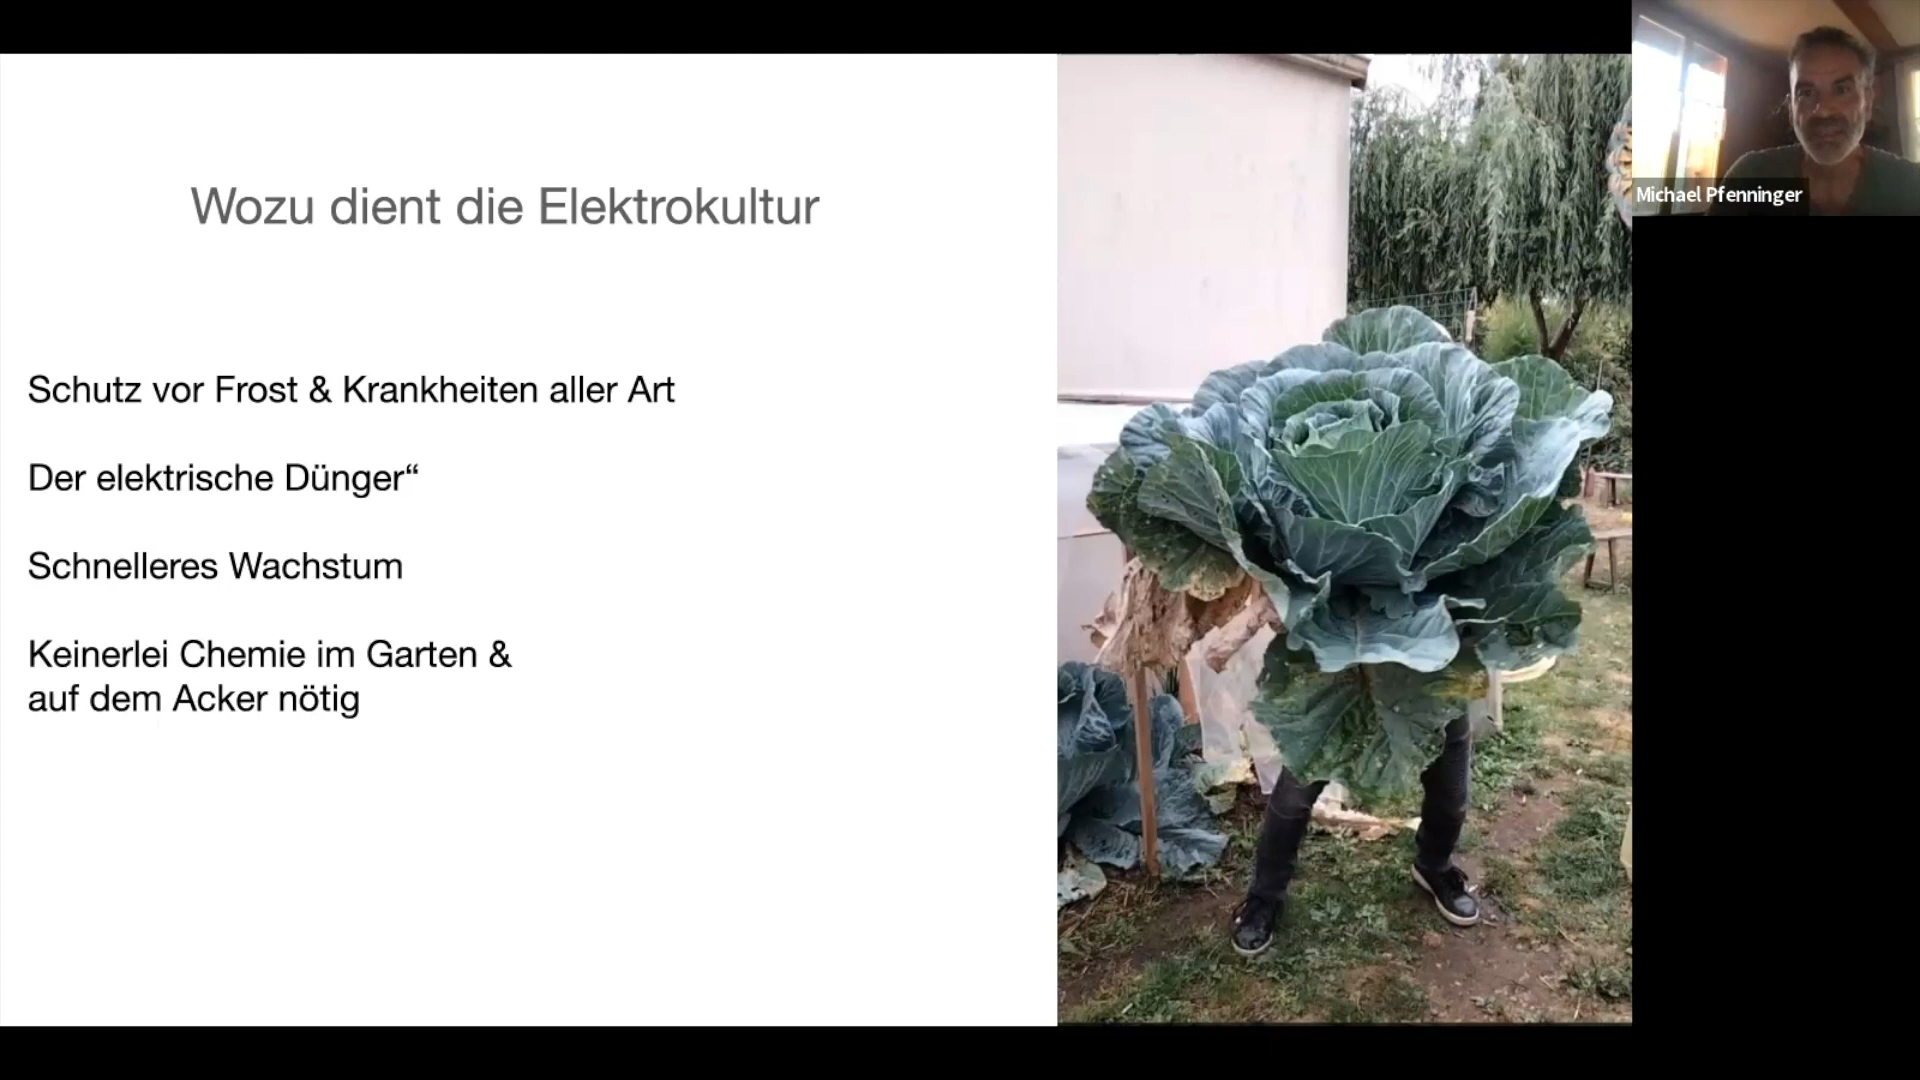 Wozu dient die Elektrokultur
Schutz vor Frost & Krankheiten aller Art
Der elektrische Dünger“
Schnelleres Wachstum
Keinerlei Chemie im Garten &
auf dem Acker nötig
Michael Pfenninger